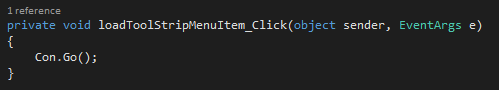 1 reference
private void loadToolStripMenuItem_Click(object sender, EventArgs e)
{
    Con.Go();
}